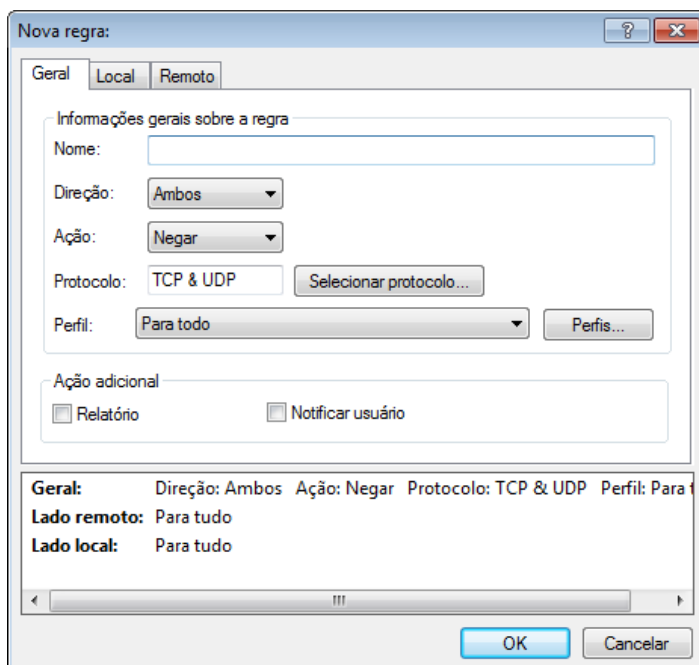 Nova regra:
Geral Local Remoto
Informações gerais sobre a regra
Nome:
Direção: Ambos
Ação: Negar
Protocolo: TCP & UDP Selecionar protocolo...
Perfil: Para todo Perfis...
Ação adicional
Relatório Notificar usuário
Geral: Direção: Ambos Ação: Negar Protocolo: TCP & UDP Perfil: Para t
Lado remoto: Para tudo
Lado local: Para tudo
OK Cancelar